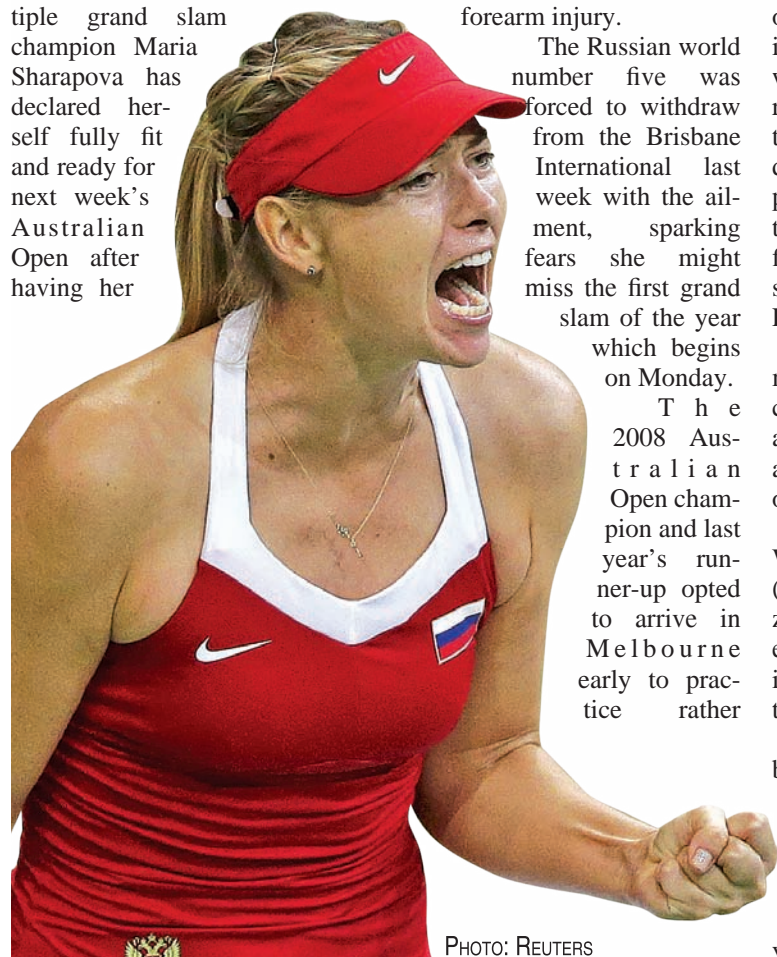 tiple grand slam
champion Maria
Sharapova has
declared her-
self fully fit
and ready for
next week's
Australian
Open after
having her
forearm injury.
The Russian world
number five was
forced to withdraw
from the Brisbane
International last
week with the ail-
ment, sparking
fears she might
miss the first grand
slam of the year
which begins
on Monday.
The
2008 Aus-
tralian
Open cham-
pion and last
year's run-
ner-up opted
to arrive in
Melbourne
early to prac-
tice rather
PHOTO: REUTERS